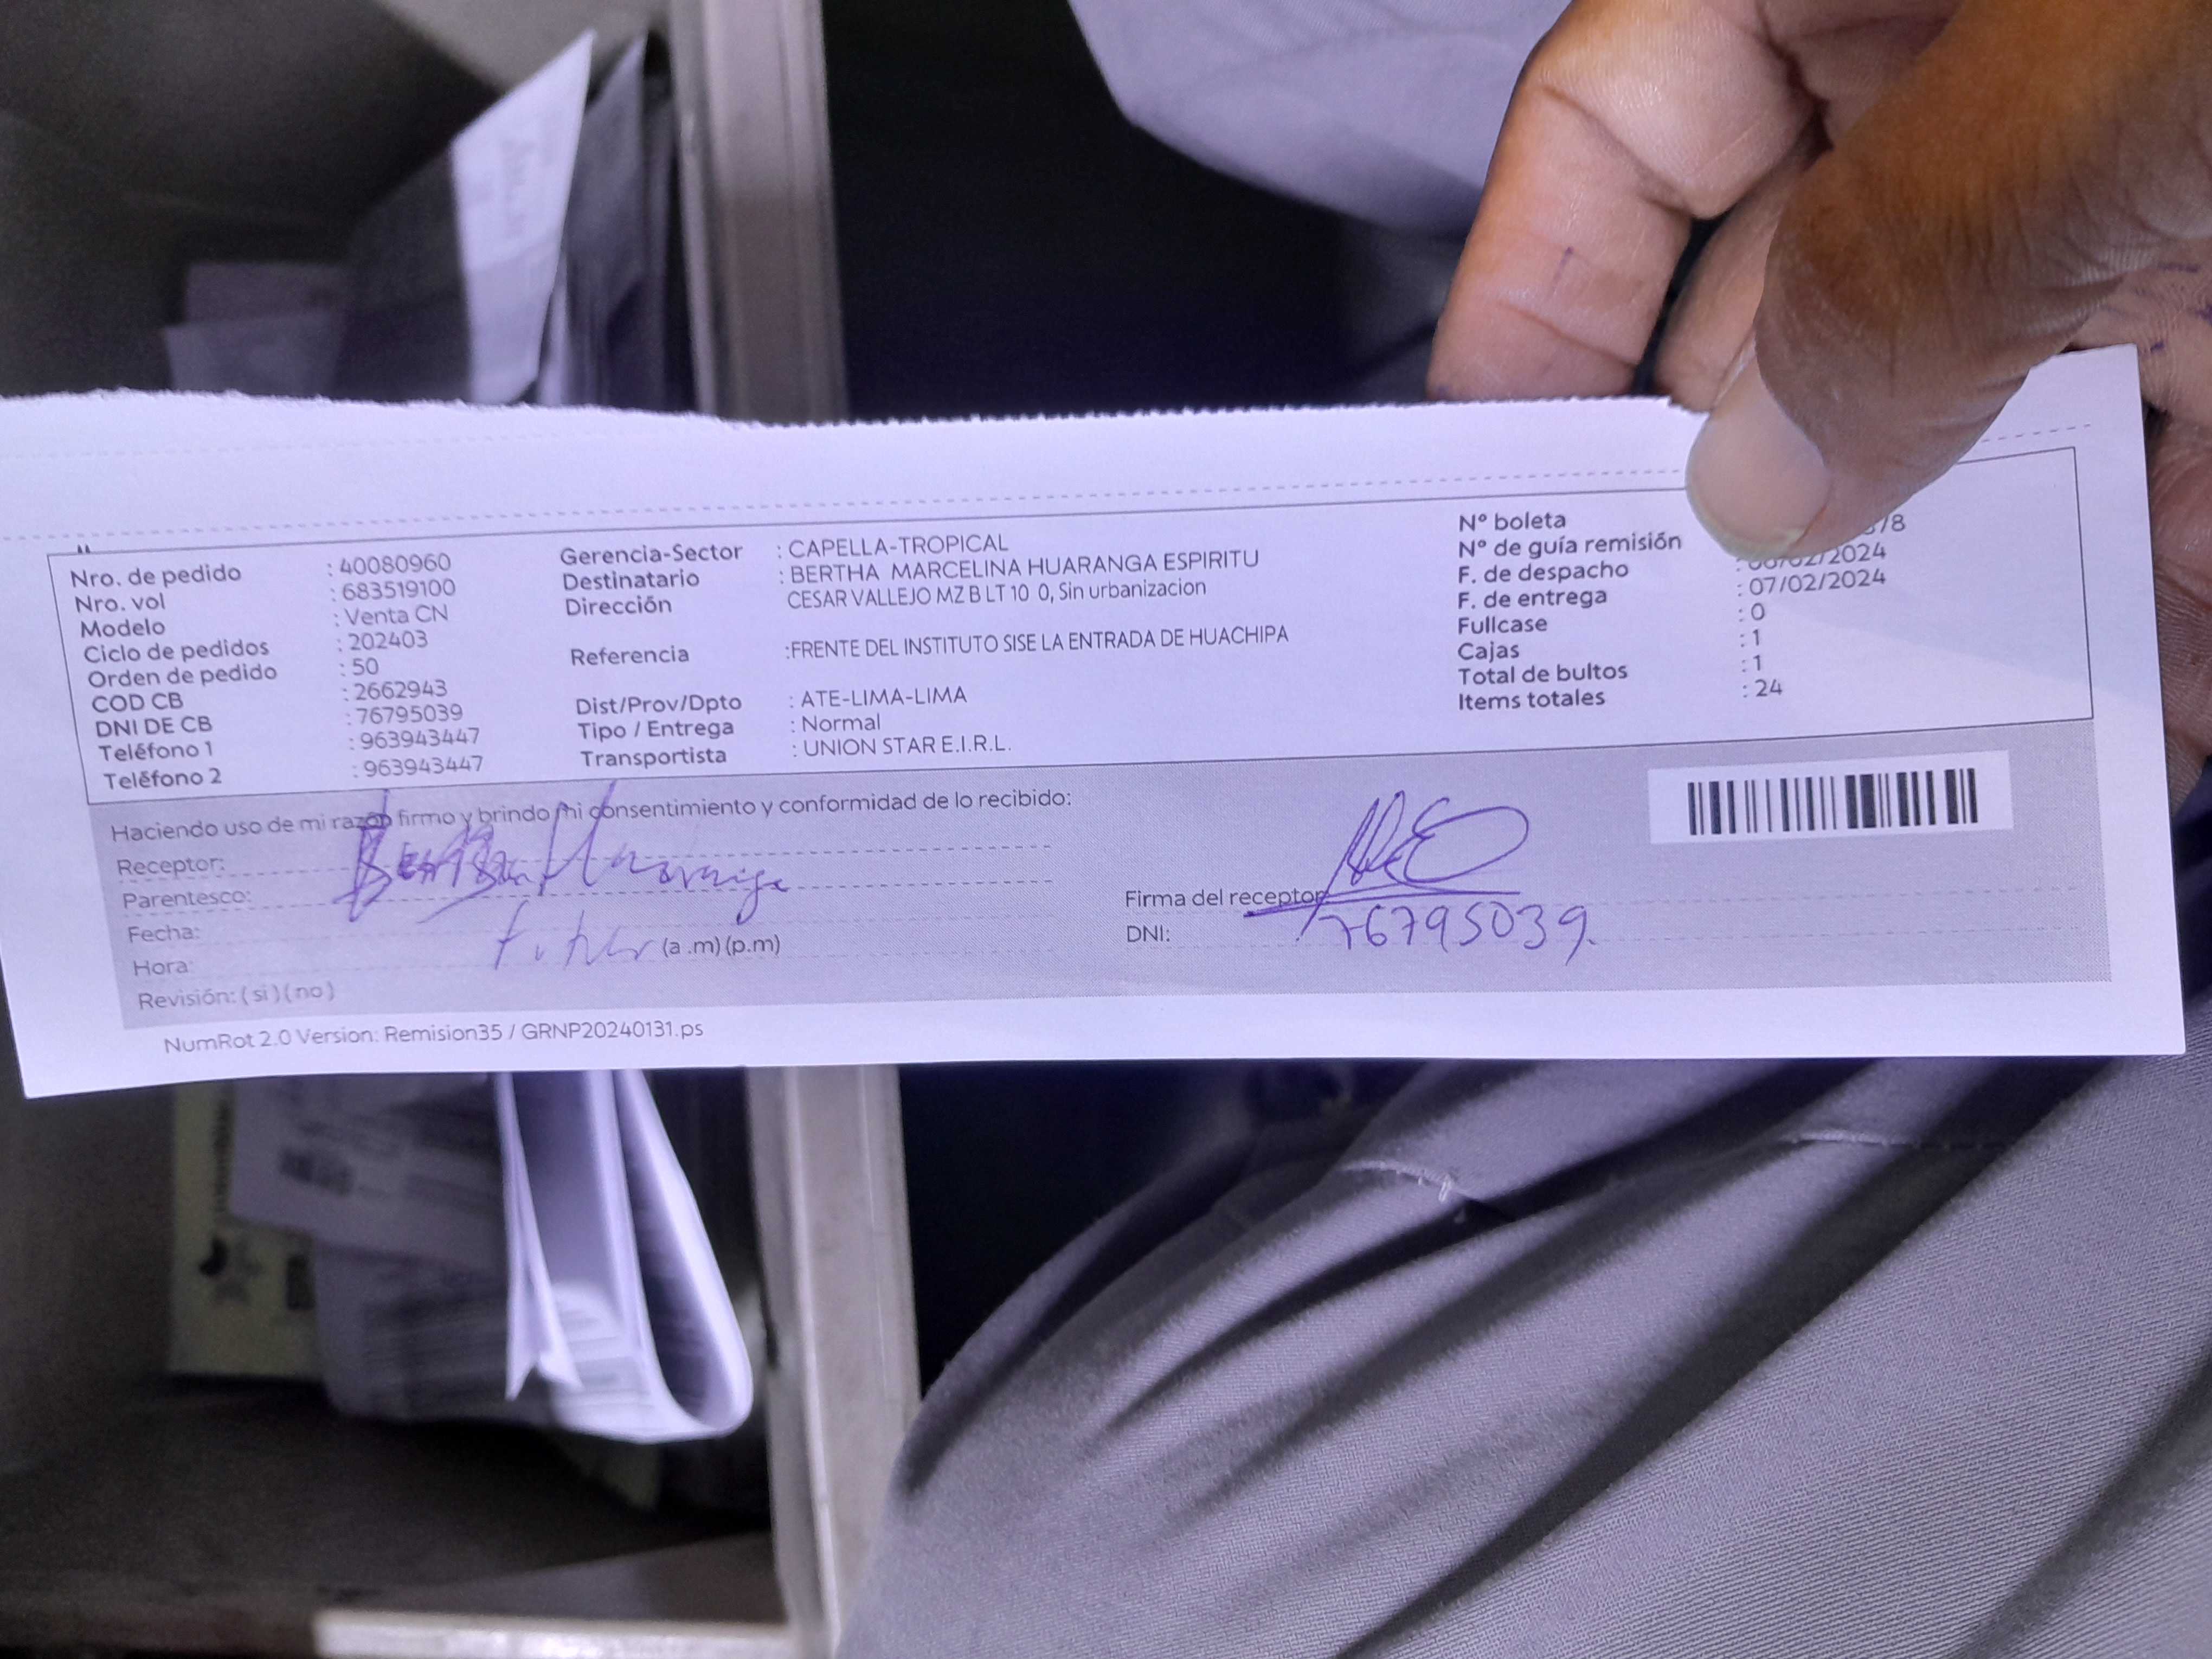 Nro. de pedido : 40080960
Nro. vol : 683519100
Modelo : Venta CN
Ciclo de pedidos : 202403
Orden de pedido : 50
COD CB : 2662943
DNI DE CB : 76795039
Teléfono 1 : 963943447
Teléfono 2 : 963943447
Gerencia-Sector : CAPELLA-TROPICAL
Destinatario : BERTHA MARCELINA HUARANGA ESPIRITU
Dirección CESAR VALLEJO MZ B LT 10 0, Sin urbanizacion
Referencia :FRENTE DEL INSTITUTO SISE LA ENTRADA DE HUACHIPA
Dist/Prov/Dpto : ATE-LIMA-LIMA
Tipo / Entrega : Normal
Transportista : UNION STAR E.I.R.L.
Nº boleta
Nº de guía remisión
F. de despacho
F. de entrega : 07/02/2024
Fullcase : 0
Cajas : 1
Total de bultos : 1
Items totales : 24
Haciendo uso de mi razón firmo y brindo mi consentimiento y conformidad de lo recibido:
Receptor: Bertha Huaranga
Parentesco:
Fecha:
Hora: (a .m) (p.m)
Revisión: ( si ) ( no )
Firma del receptor
DNI: 76795039.
NumRot 2.0 Version: Remision35 / GRNP20240131.ps